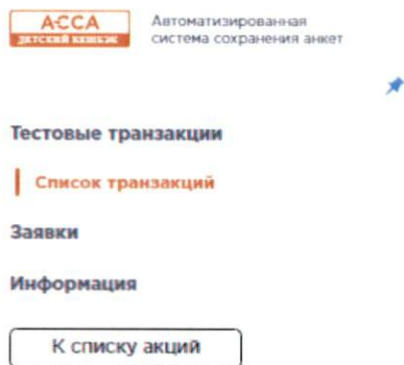 АССА
ДЕТСКИЙ КЕШБЭК
Автоматизированная
система сохранения анкет
Тестовые транзакции
Список транзакций
Заявки
Информация
К списку акций